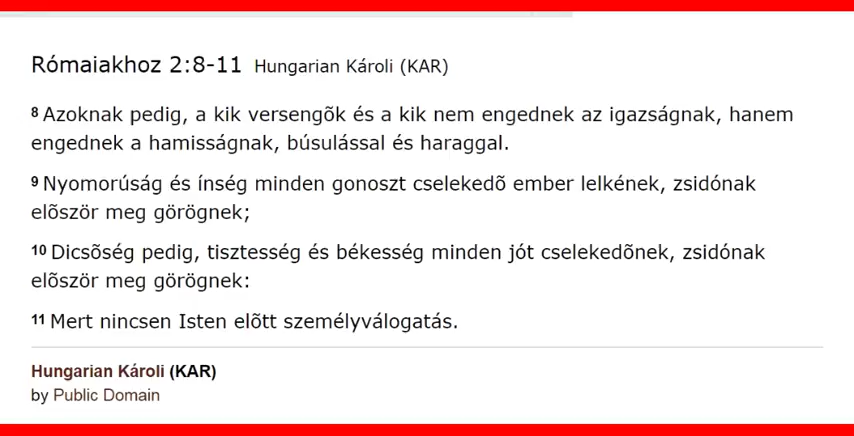 Rómaiakhoz 2:8-11 Hungarian Károli (KAR)
8 Azoknak pedig, a kik versengõk és a kik nem engednek az igazságnak, hanem
engednek a hamisságnak, búsulással és haraggal.
9 Nyomorúság és ínség minden gonoszt cselekedõ ember lelkének, zsidónak
elõször meg görögnek;
10 Dicsõség pedig, tisztesség és békesség minden jót cselekedõnek, zsidónak
elõször meg görögnek:
11 Mert nincsen Isten elõtt személyválogatás.
Hungarian Károli (KAR)
by Public Domain